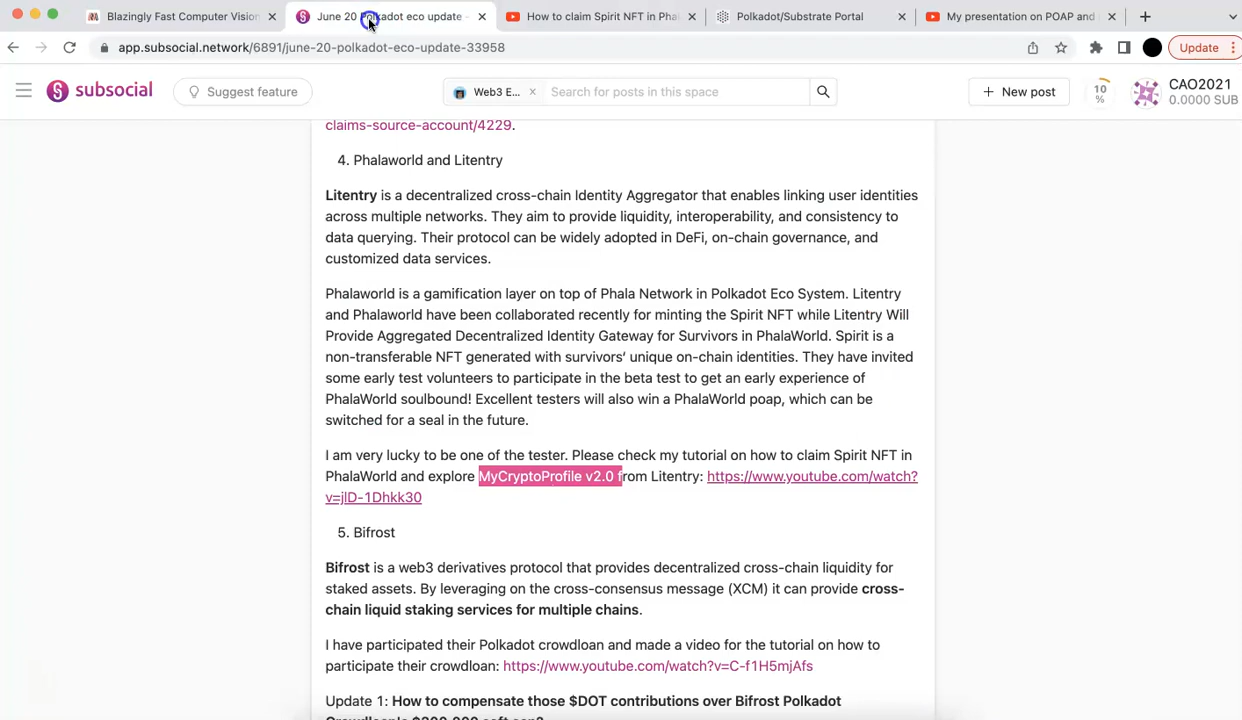 Blazingly Fast Computer Vision
June 20 Polkadot eco update -
How to claim Spirit NFT in Pha
Polkadot/Substrate Portal
My presentation on POAP and
app.subsocial.network/6891/june-20-polkadot-eco-update-33958
Update
subsocial
Suggest feature
Web3 E...
Search for posts in this space
New post
10
%
CAO2021
0.0000 SUB
claims-source-account/4229.
4. Phalaworld and Litentry
Litentry is a decentralized cross-chain Identity Aggregator that enables linking user identities
across multiple networks. They aim to provide liquidity, interoperability, and consistency to
data querying. Their protocol can be widely adopted in DeFi, on-chain governance, and
customized data services.
Phalaworld is a gamification layer on top of Phala Network in Polkadot Eco System. Litentry
and Phalaworld have been collaborated recently for minting the Spirit NFT while Litentry Will
Provide Aggregated Decentralized Identity Gateway for Survivors in PhalaWorld. Spirit is a
non-transferable NFT generated with survivors' unique on-chain identities. They have invited
some early test volunteers to participate in the beta test to get an early experience of
PhalaWorld soulbound! Excellent testers will also win a PhalaWorld poap, which can be
switched for a seal in the future.
I am very lucky to be one of the tester. Please check my tutorial on how to claim Spirit NFT in
PhalaWorld and explore MyCryptoProfile v2.0 from Litentry: https://www.youtube.com/watch?
v=jlD-1Dhkk30
5. Bifrost
Bifrost is a web3 derivatives protocol that provides decentralized cross-chain liquidity for
staked assets. By leveraging on the cross-consensus message (XCM) it can provide cross-
chain liquid staking services for multiple chains.
I have participated their Polkadot crowdloan and made a video for the tutorial on how to
participate their crowdloan: https://www.youtube.com/watch?v=C-f1H5mjAfs
Update 1: How to compensate those $DOT contributions over Bifrost Polkadot
Crowdloan's $200,000 soft cap?